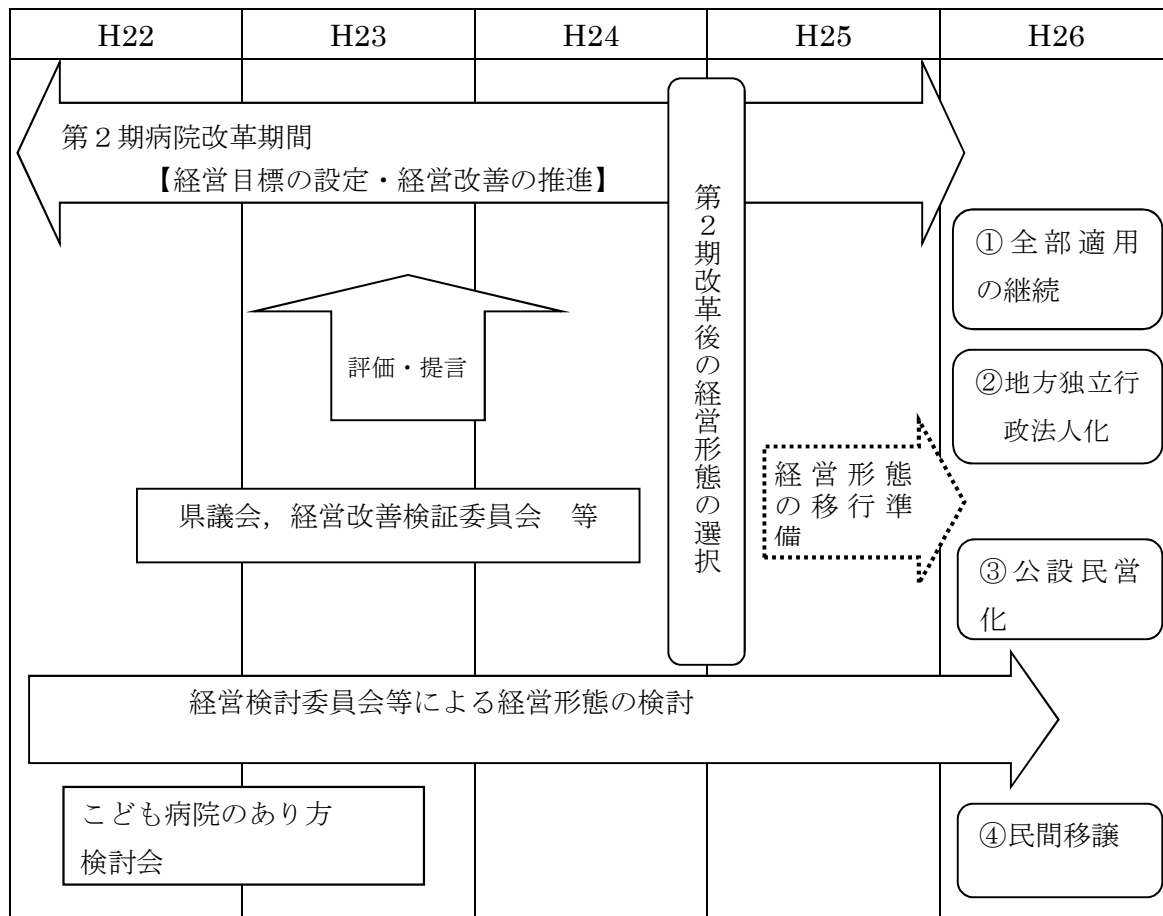 H22 H23 H24 H25 H26
第２期病院改革期間
【経営目標の設定・経営改善の推進】
第２期改革後の経営形態の選択
①全部適用
の継続
評価・提言
②地方独立行
政法人化
経営形態
の移行準
備
県議会，経営改善検証委員会　等
③公設民営
化
経営検討委員会等による経営形態の検討
こども病院のあり方
検討会
④民間移譲